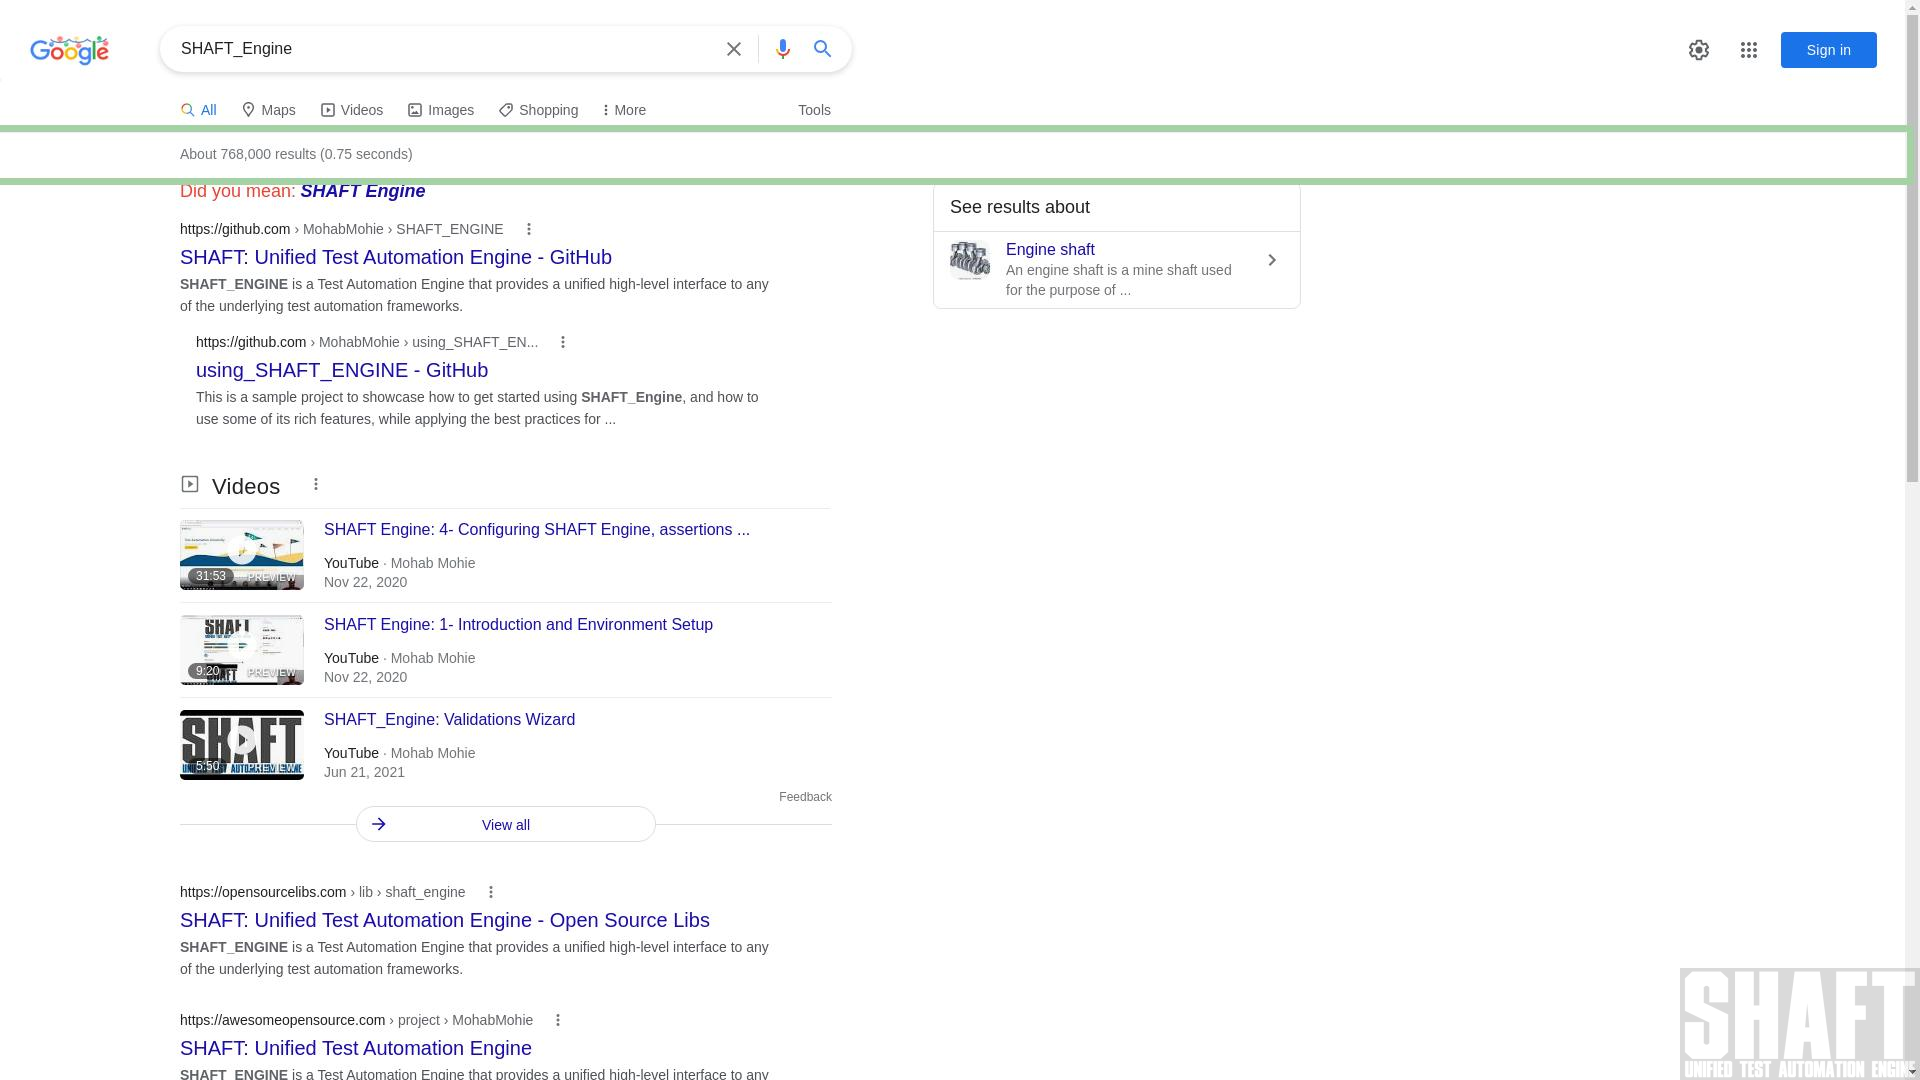 Google
SHAFT_Engine
Sign in
All
Maps
Videos
Images
Shopping
More
Tools
About 768,000 results (0.75 seconds)
Did you mean: SHAFT Engine
https://github.com › MohabMohie › SHAFT_ENGINE
SHAFT: Unified Test Automation Engine - GitHub
SHAFT_ENGINE is a Test Automation Engine that provides a unified high-level interface to any
of the underlying test automation frameworks.
https://github.com › MohabMohie › using_SHAFT_EN...
using_SHAFT_ENGINE - GitHub
This is a sample project to showcase how to get started using SHAFT_Engine, and how to
use some of its rich features, while applying the best practices for ...
See results about
Engine shaft
An engine shaft is a mine shaft used
for the purpose of ...
Videos
31:53
PREVIEW
SHAFT Engine: 4- Configuring SHAFT Engine, assertions ...
YouTube · Mohab Mohie
Nov 22, 2020
SHAFT
9:20
SHAFT
PREVIEW
SHAFT Engine: 1- Introduction and Environment Setup
YouTube · Mohab Mohie
Nov 22, 2020
SHAFT
5:50
PREVIEW
UNIFIED TEST AUTOMATION ENGINE
SHAFT_Engine: Validations Wizard
YouTube · Mohab Mohie
Jun 21, 2021
Feedback
View all
https://opensourcelibs.com › lib › shaft_engine
SHAFT: Unified Test Automation Engine - Open Source Libs
SHAFT_ENGINE is a Test Automation Engine that provides a unified high-level interface to any
of the underlying test automation frameworks.
https://awesomeopensource.com › project › MohabMohie
SHAFT: Unified Test Automation Engine
SHAFT_ENGINE is a Test Automation Engine that provides a unified high-level interface to any
SHAFT
UNIFIED TEST AUTOMATION ENGINE